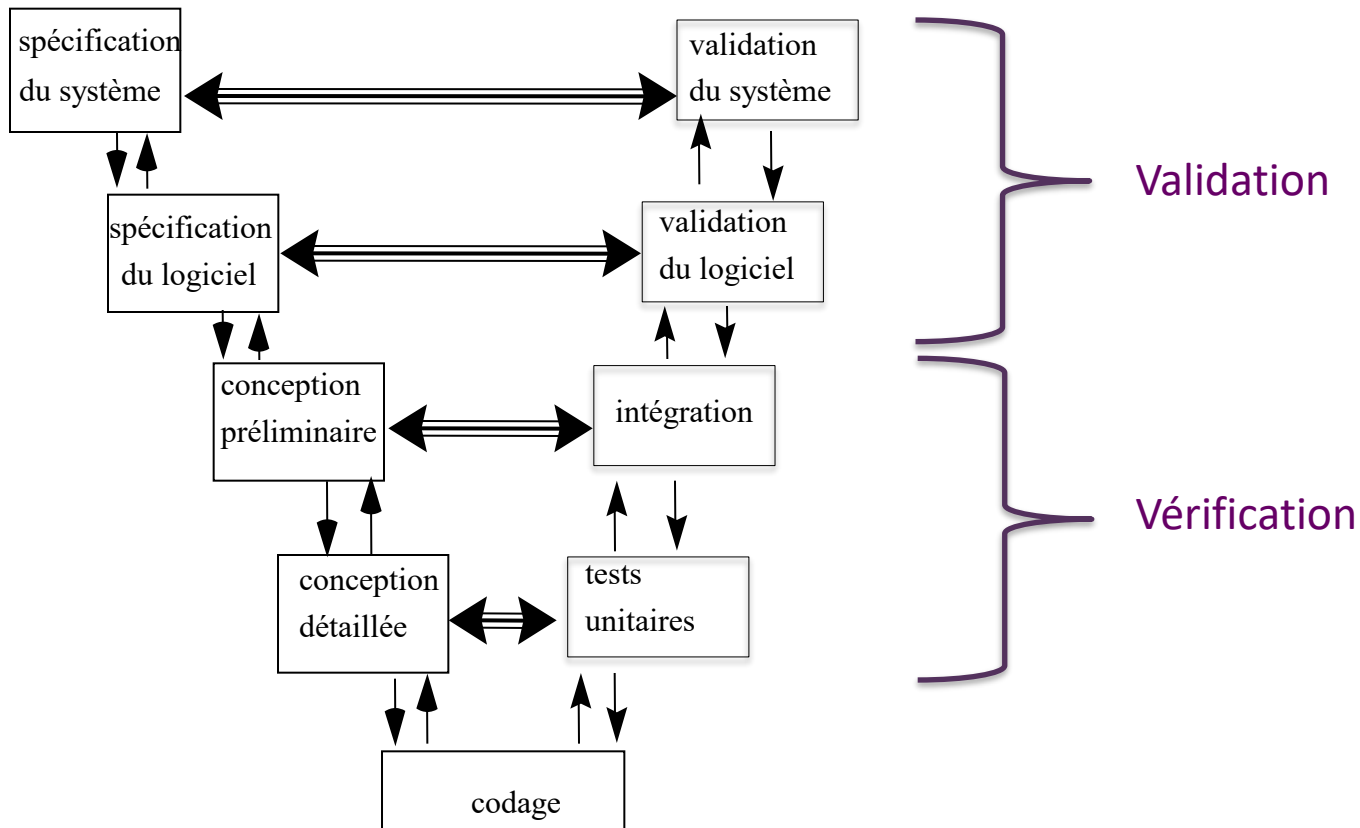 spécification
du système
validation
du système
Validation
spécification
du logiciel
validation
du logiciel
conception
préliminaire
intégration
Vérification
conception
détaillée
tests
unitaires
codage